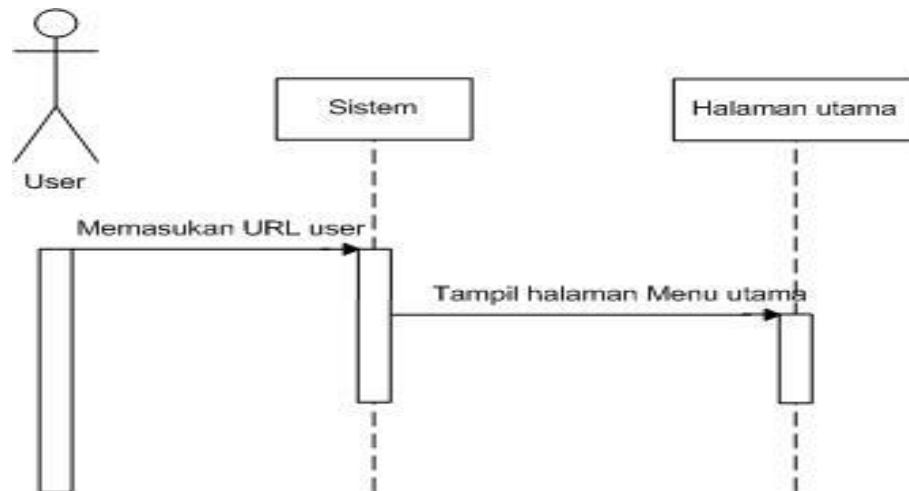 Sistem
Halaman utama
User
Memasukan URL user
Tampil halaman Menu utama